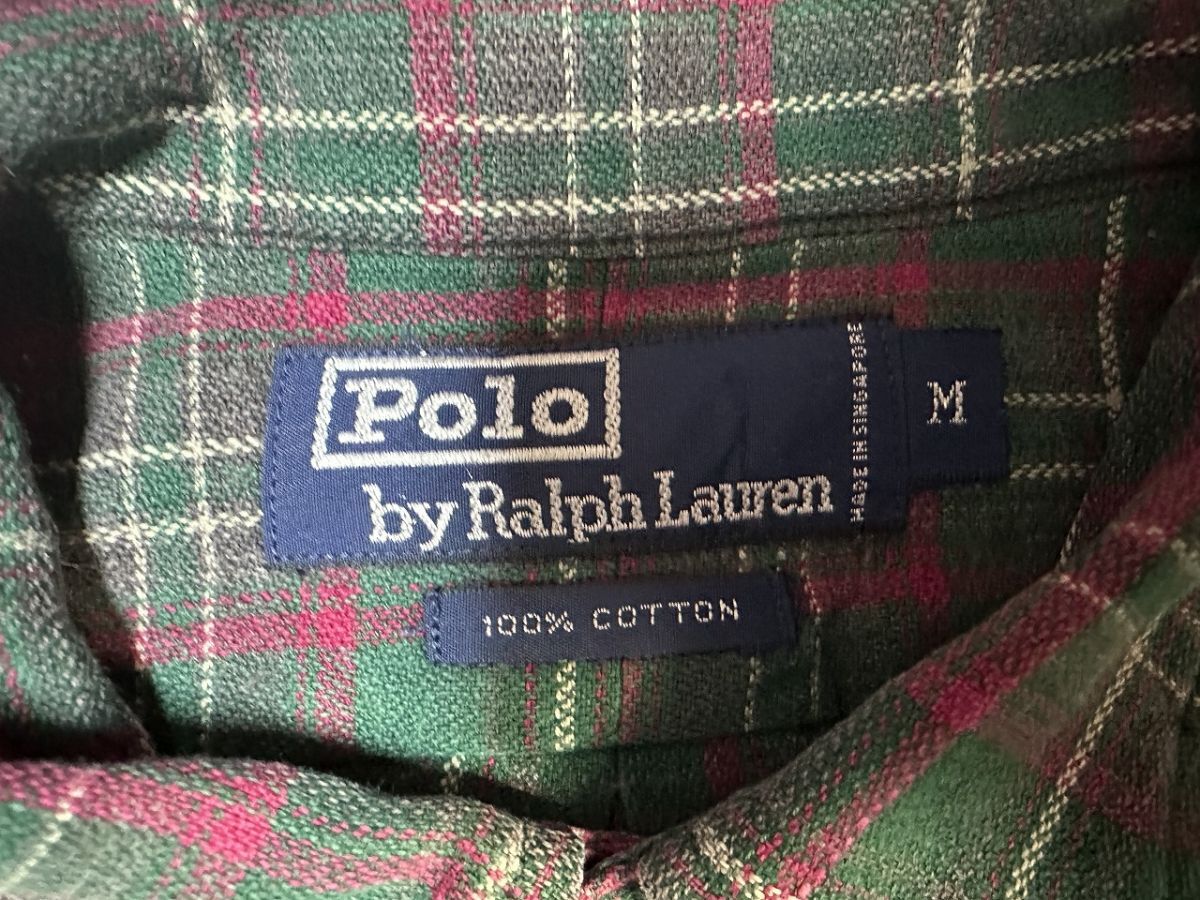 Polo
by Ralph Lauren
MADE IN SINGAPORE
M
100% COTTON